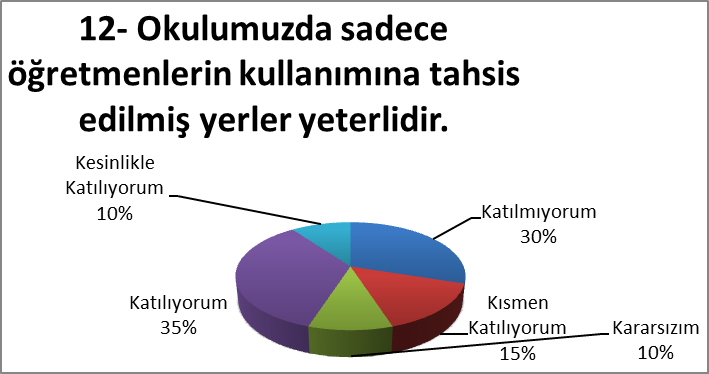 12- Okulumuzda sadece
öğretmenlerin kullanımına tahsis
edilmiş yerler yeterlidir.
Kesinlikle
Katılıyorum
10%
Katılmıyorum
30%
Katılıyorum
35%
Kısmen
Katılıyorum
15%
Kararsızım
10%